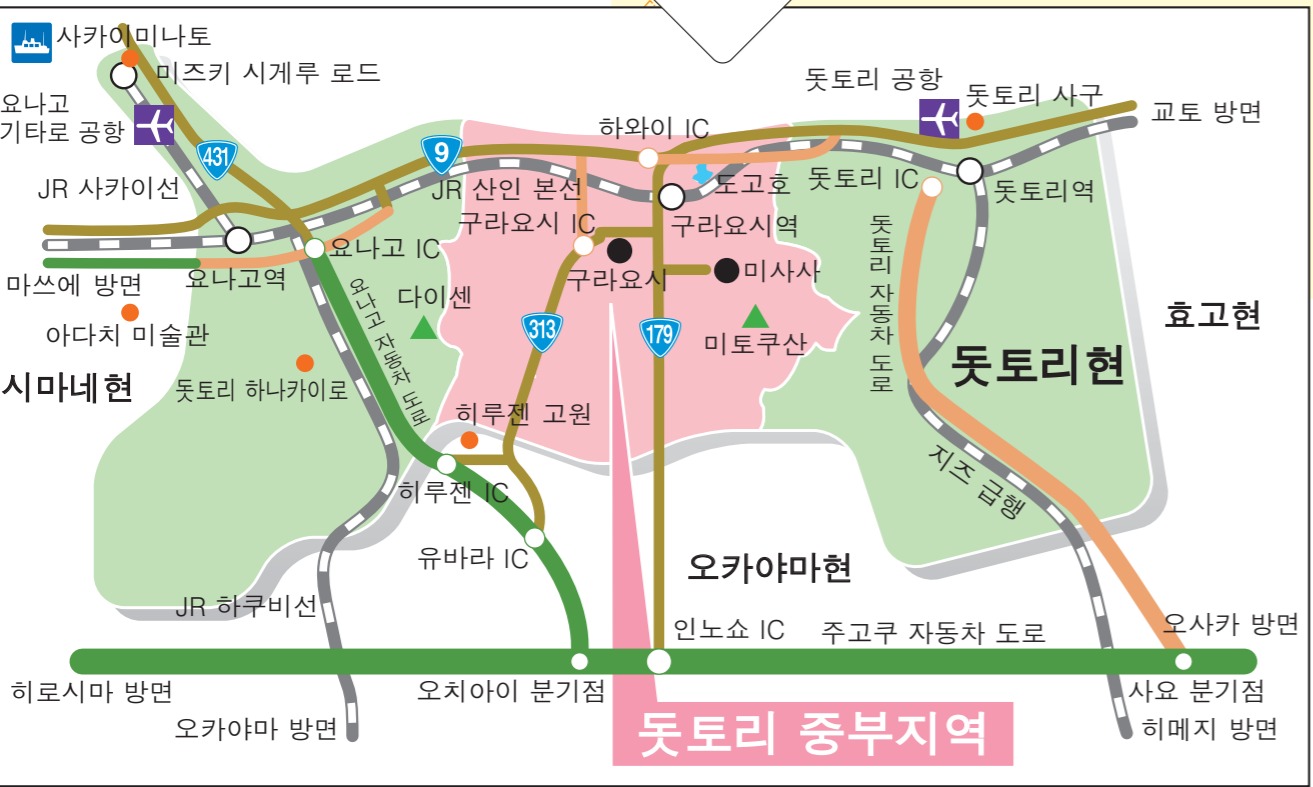 사카이미나토
미즈키 시게루 로드
요나고
기타로 공항
431
9
JR 사카이선
JR 산인 본선
하와이 IC
돗토리 공항
돗토리 사구
교토 방면
도고호
돗토리 IC
돗토리역
구라요시 IC
구라요시역
요나고 IC
요나고역
마쓰에 방면
아다치 미술관
시마네현
돗토리 하나카이로
요나고 자동차 도로
다이센
구라요시
미사사
313
179
미토쿠산
돗토리 자동차 도로
효고현
돗토리현
히루젠 고원
히루젠 IC
유바라 IC
지즈 급행
오카야마현
JR 하쿠비선
인노쇼 IC
주고쿠 자동차 도로
오사카 방면
히로시마 방면
오치아이 분기점
사요 분기점
오카야마 방면
히메지 방면
돗토리 중부지역